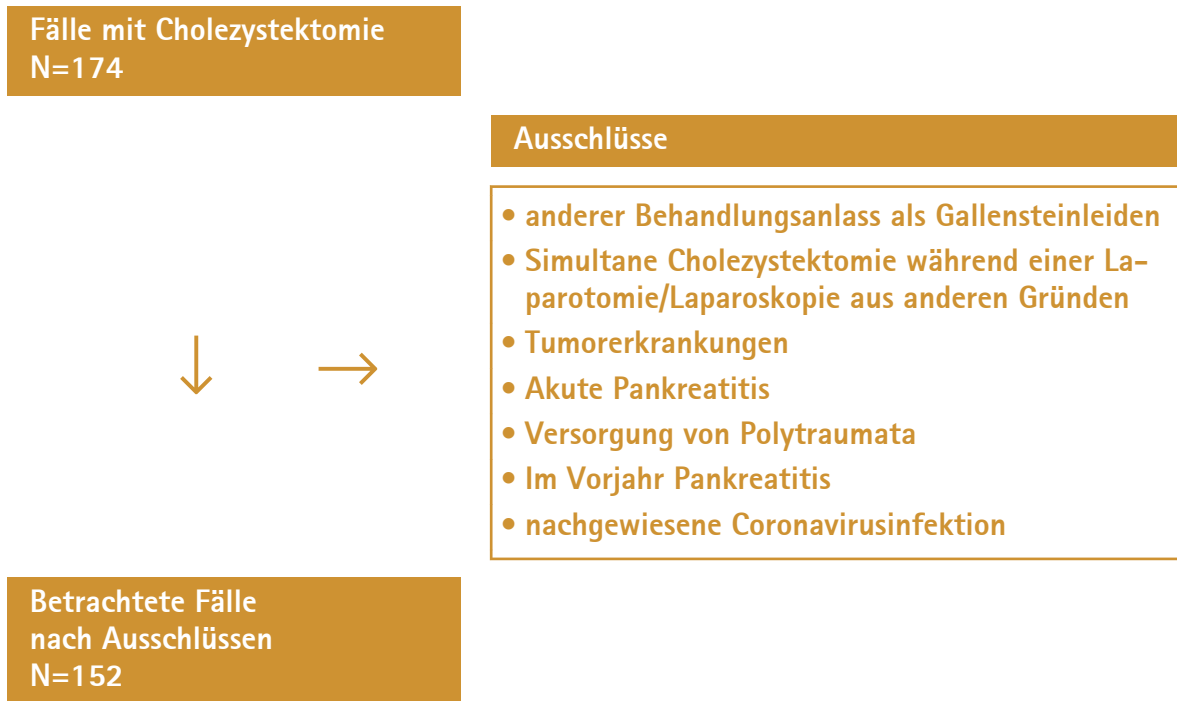 Fälle mit Cholezystektomie
N=174
Ausschlüsse
• anderer Behandlungsanlass als Gallensteinleiden
• Simultane Cholezystektomie während einer La-
parotomie/Laparoskopie aus anderen Gründen
• Tumorerkrankungen
• Akute Pankreatitis
• Versorgung von Polytraumata
• Im Vorjahr Pankreatitis
• nachgewiesene Coronavirusinfektion
Betrachtete Fälle
nach Ausschlüssen
N=152